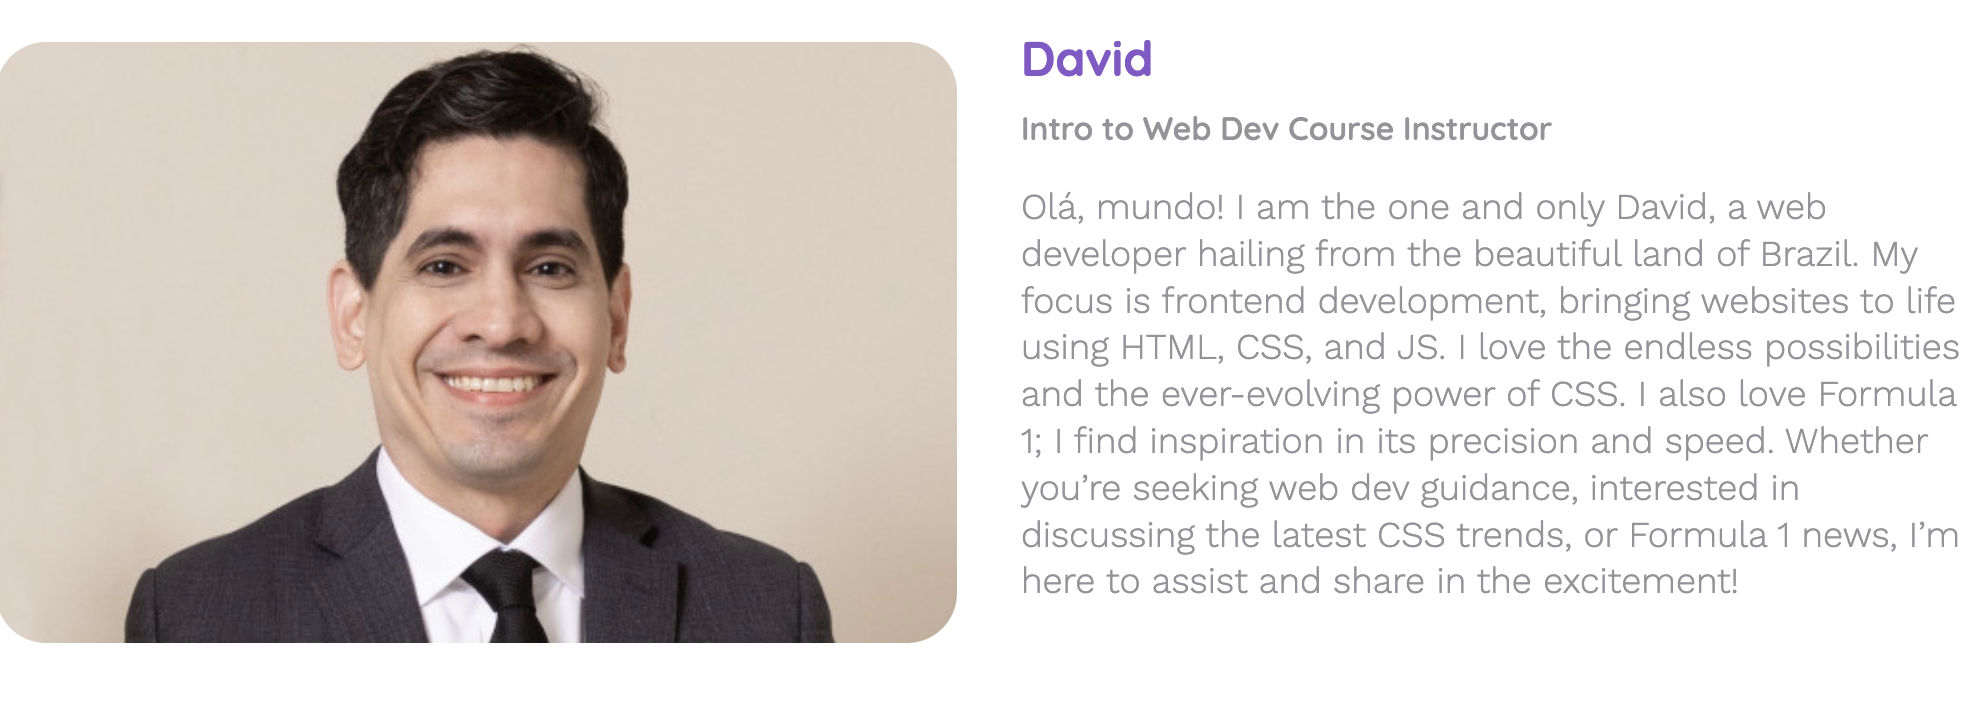 David
Intro to Web Dev Course Instructor
Olá, mundo! I am the one and only David, a web
developer hailing from the beautiful land of Brazil. My
focus is frontend development, bringing websites to life
using HTML, CSS, and JS. I love the endless possibilities
and the ever-evolving power of CSS. I also love Formula
1; I find inspiration in its precision and speed. Whether
you’re seeking web dev guidance, interested in
discussing the latest CSS trends, or Formula 1 news, I’m
here to assist and share in the excitement!